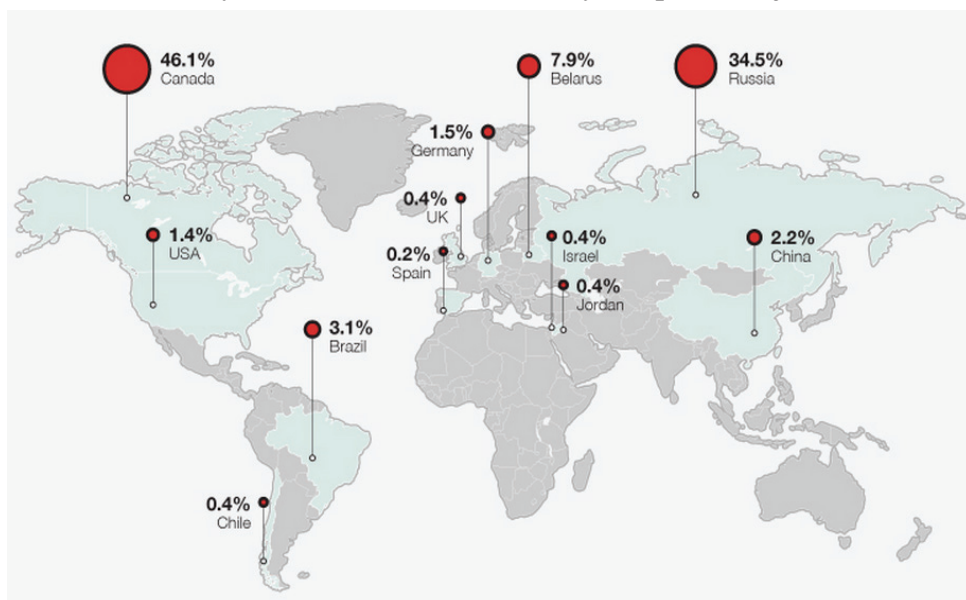 46.1%
Canada
7.9%
Belarus
34.5%
Russia
1.5%
Germany
0.4%
UK
1.4%
USA
0.2%
Spain
0.4%
Israel
2.2%
China
0.4%
Jordan
3.1%
Brazil
0.4%
Chile